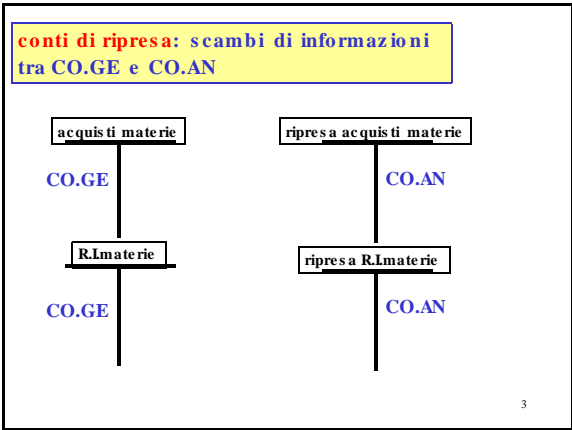 conti di ripresa: scambi di informazioni
tra CO.GE e CO.AN
acquisti materie
ripresa acquisti materie
CO.GE
CO.AN
R.I.materie
ripresa R.I.materie
CO.GE
CO.AN
3